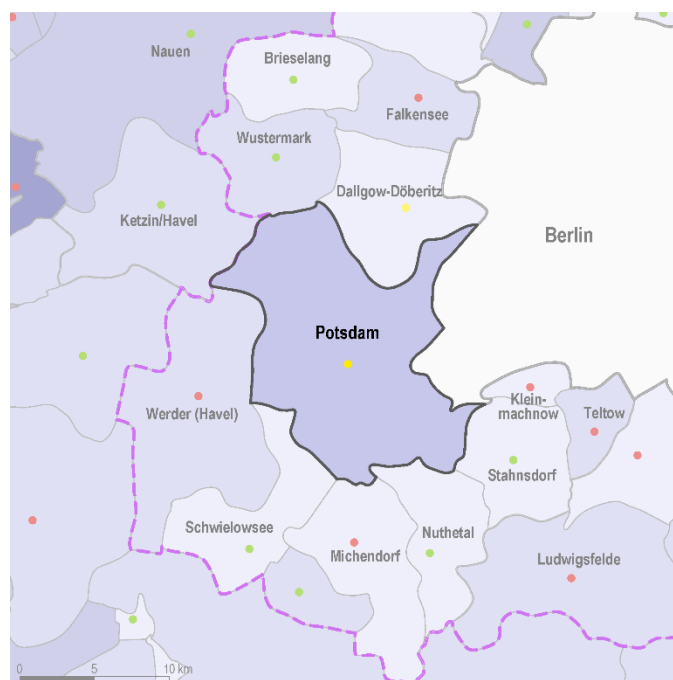 Nauen
Brieselang
Falkensee
Wustermark
Dallgow-Döberitz
Ketzin/Havel
Berlin
Potsdam
Klein-
machnow
Teltow
Werder (Havel)
Stahnsdorf
Schwielowsee
Nuthetal
Michendorf
Ludwigsfelde
0 5 10 km